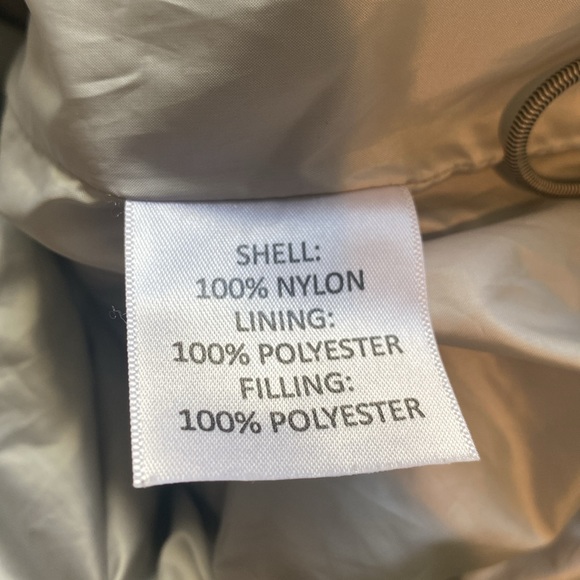 SHELL:
100% NYLON
LINING:
100% POLYESTER
FILLING:
100% POLYESTER